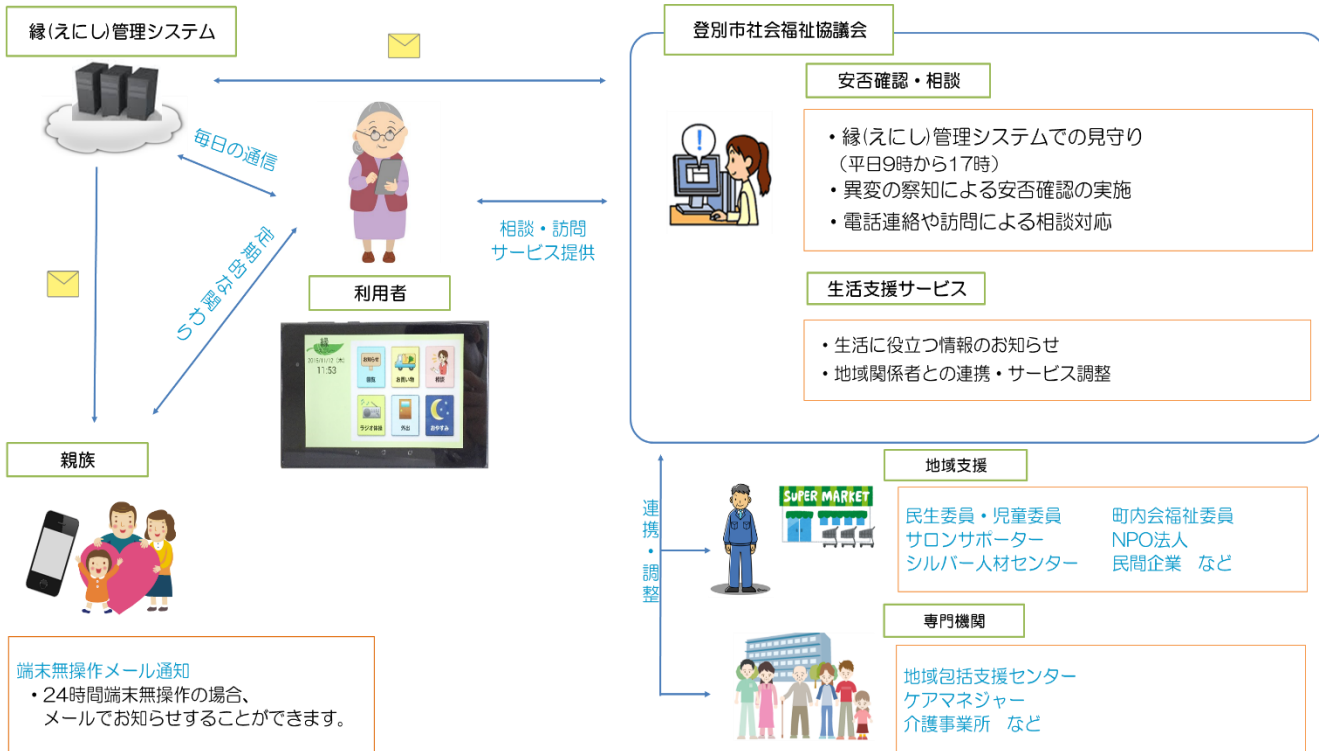 縁(えにし)管理システム
毎日の通信
定期的な関わり
利用者
縁
11:53
お知らせ
閲覧
お買い物
相談
ラジオ体操
外出
おやすみ
相談・訪問
サービス提供
親族
端末無操作メール通知
・24時間端末無操作の場合、
メールでお知らせすることができます。
登別市社会福祉協議会
安否確認・相談
・縁(えにし)管理システムでの見守り
（平日9時から17時）
・異変の察知による安否確認の実施
・電話連絡や訪問による相談対応
生活支援サービス
・生活に役立つ情報のお知らせ
・地域関係者との連携・サービス調整
連携・調整
地域支援
SUPER MARKET
民生委員・児童委員 町内会福祉委員
サロンサポーター NPO法人
シルバー人材センター 民間企業　など
専門機関
地域包括支援センター
ケアマネジャー
介護事業所　など